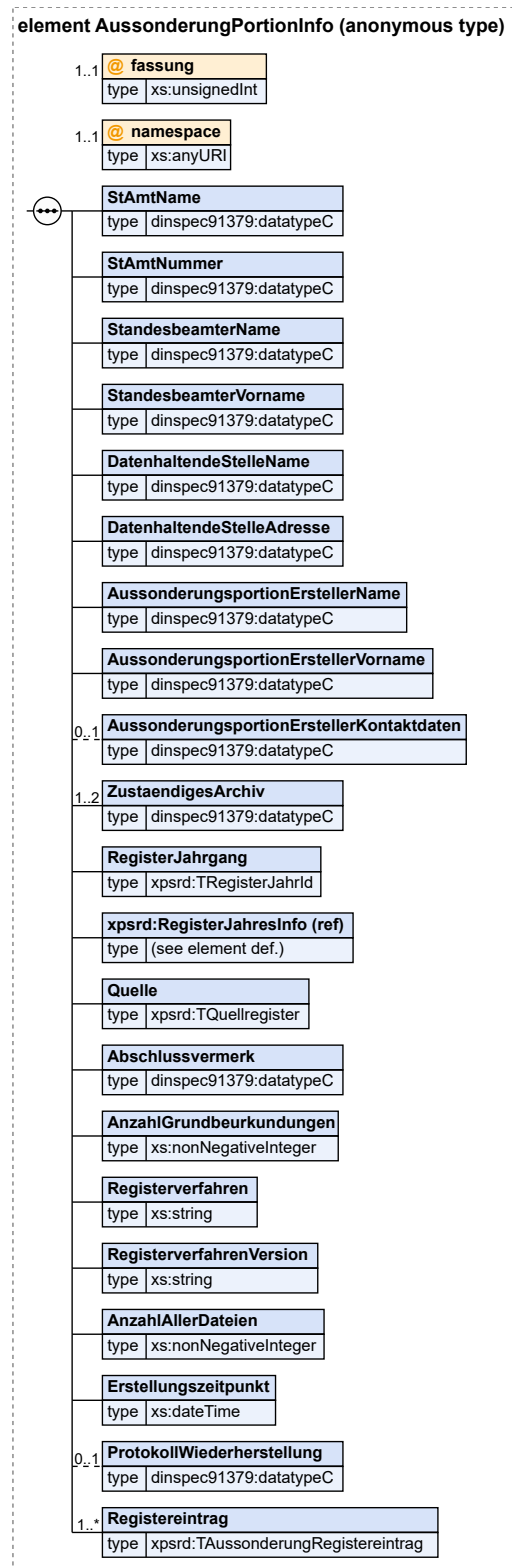 element AussonderungPortionInfo (anonymous type)
1..1 @ fassung
type xs:unsignedInt
1..1 @ namespace
type xs:anyURI
StAmtName
type dinspec91379:datatypeC
StAmtNummer
type dinspec91379:datatypeC
StandesbeamterName
type dinspec91379:datatypeC
StandesbeamterVorname
type dinspec91379:datatypeC
DatenhaltendeStelleName
type dinspec91379:datatypeC
DatenhaltendeStelleAdresse
type dinspec91379:datatypeC
AussonderungsportionErstellerName
type dinspec91379:datatypeC
AussonderungsportionErstellerVorname
type dinspec91379:datatypeC
0..1 AussonderungsportionErstellerKontaktdaten
type dinspec91379:datatypeC
1..2 ZustaendigesArchiv
type dinspec91379:datatypeC
RegisterJahrgang
type xpsrd:TRegisterJahrId
xpsrd:RegisterJahresInfo (ref)
type (see element def.)
Quelle
type xpsrd:TQuellregister
Abschlussvermerk
type dinspec91379:datatypeC
AnzahlGrundbeurkundungen
type xs:nonNegativeInteger
Registerverfahren
type xs:string
RegisterverfahrenVersion
type xs:string
AnzahlAllerDateien
type xs:nonNegativeInteger
Erstellungszeitpunkt
type xs:dateTime
0..1 ProtokollWiederherstellung
type dinspec91379:datatypeC
1..* Registereintrag
type xpsrd:TAussonderungRegistereintrag